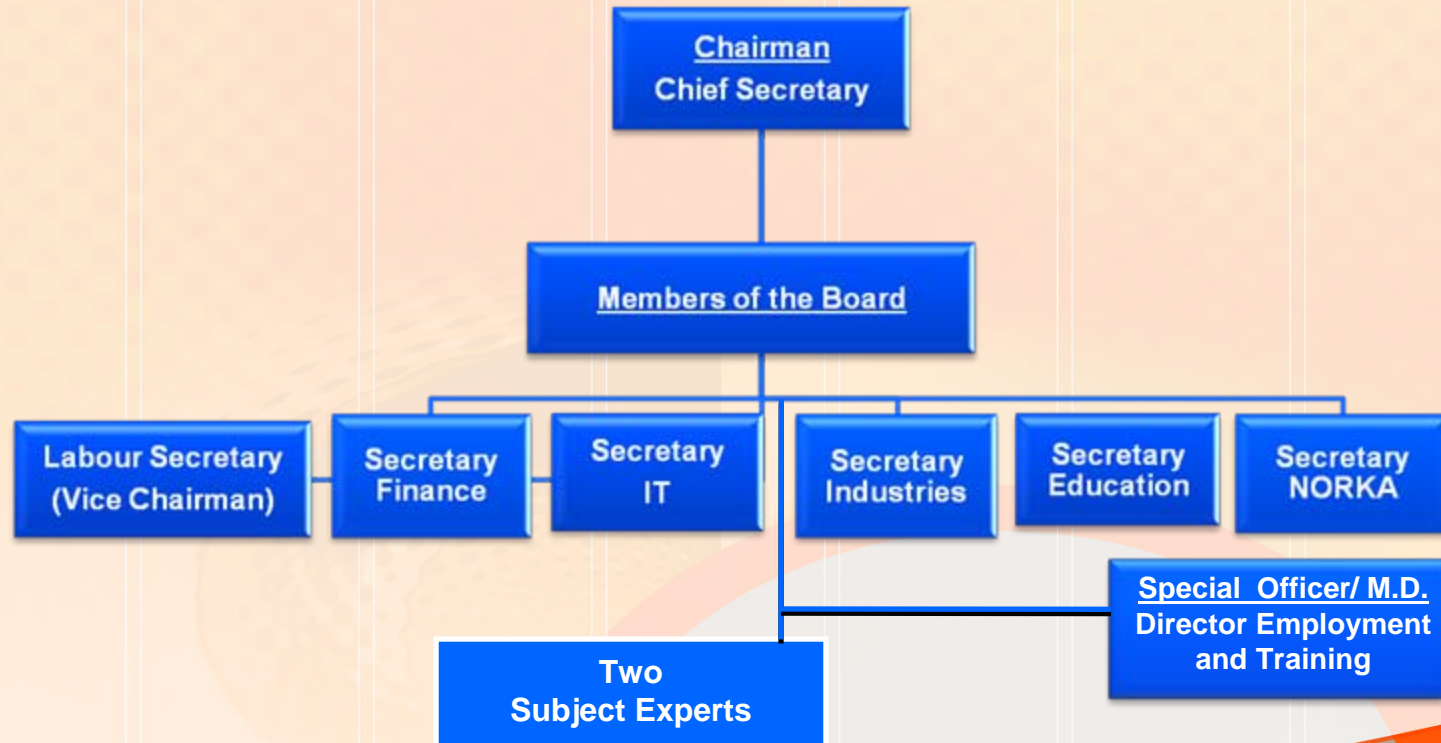 Chairman
Chief Secretary
Members of the Board
Labour Secretary
(Vice Chairman)
Secretary
Finance
Secretary
IT
Secretary
Industries
Secretary
Education
Secretary
NORKA
Special Officer/ M.D.
Director Employment
and Training
Two
Subject Experts